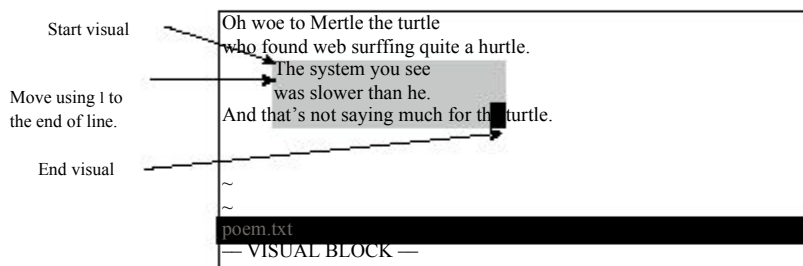 Start visual
Move using l to
the end of line.
End visual
Oh woe to Mertle the turtle
who found web surffing quite a hurtle.
The system you see
was slower than he.
And that’s not saying much for the turtle.
~
~
poem.txt
— VISUAL BLOCK —